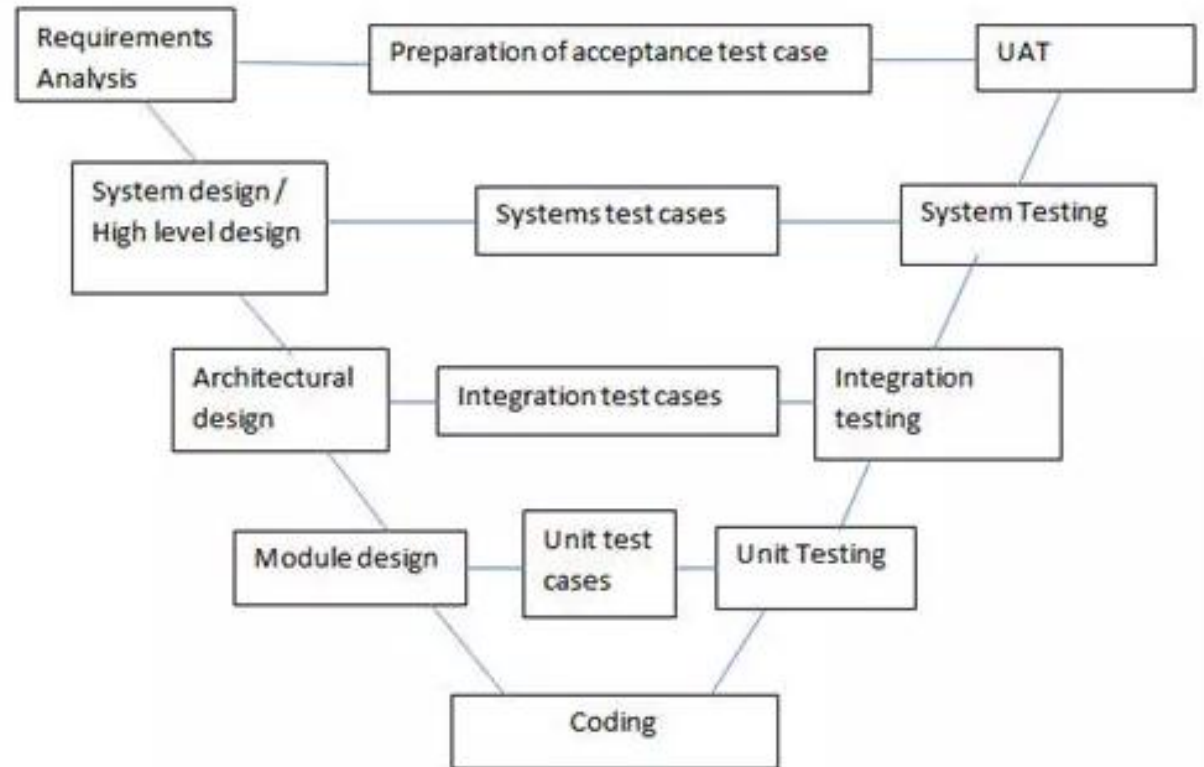 Requirements
Analysis
Preparation of acceptance test case
UAT
System design /
High level design
Systems test cases
System Testing
Architectural
design
Integration test cases
Integration
testing
Module design
Unit test
cases
Unit Testing
Coding